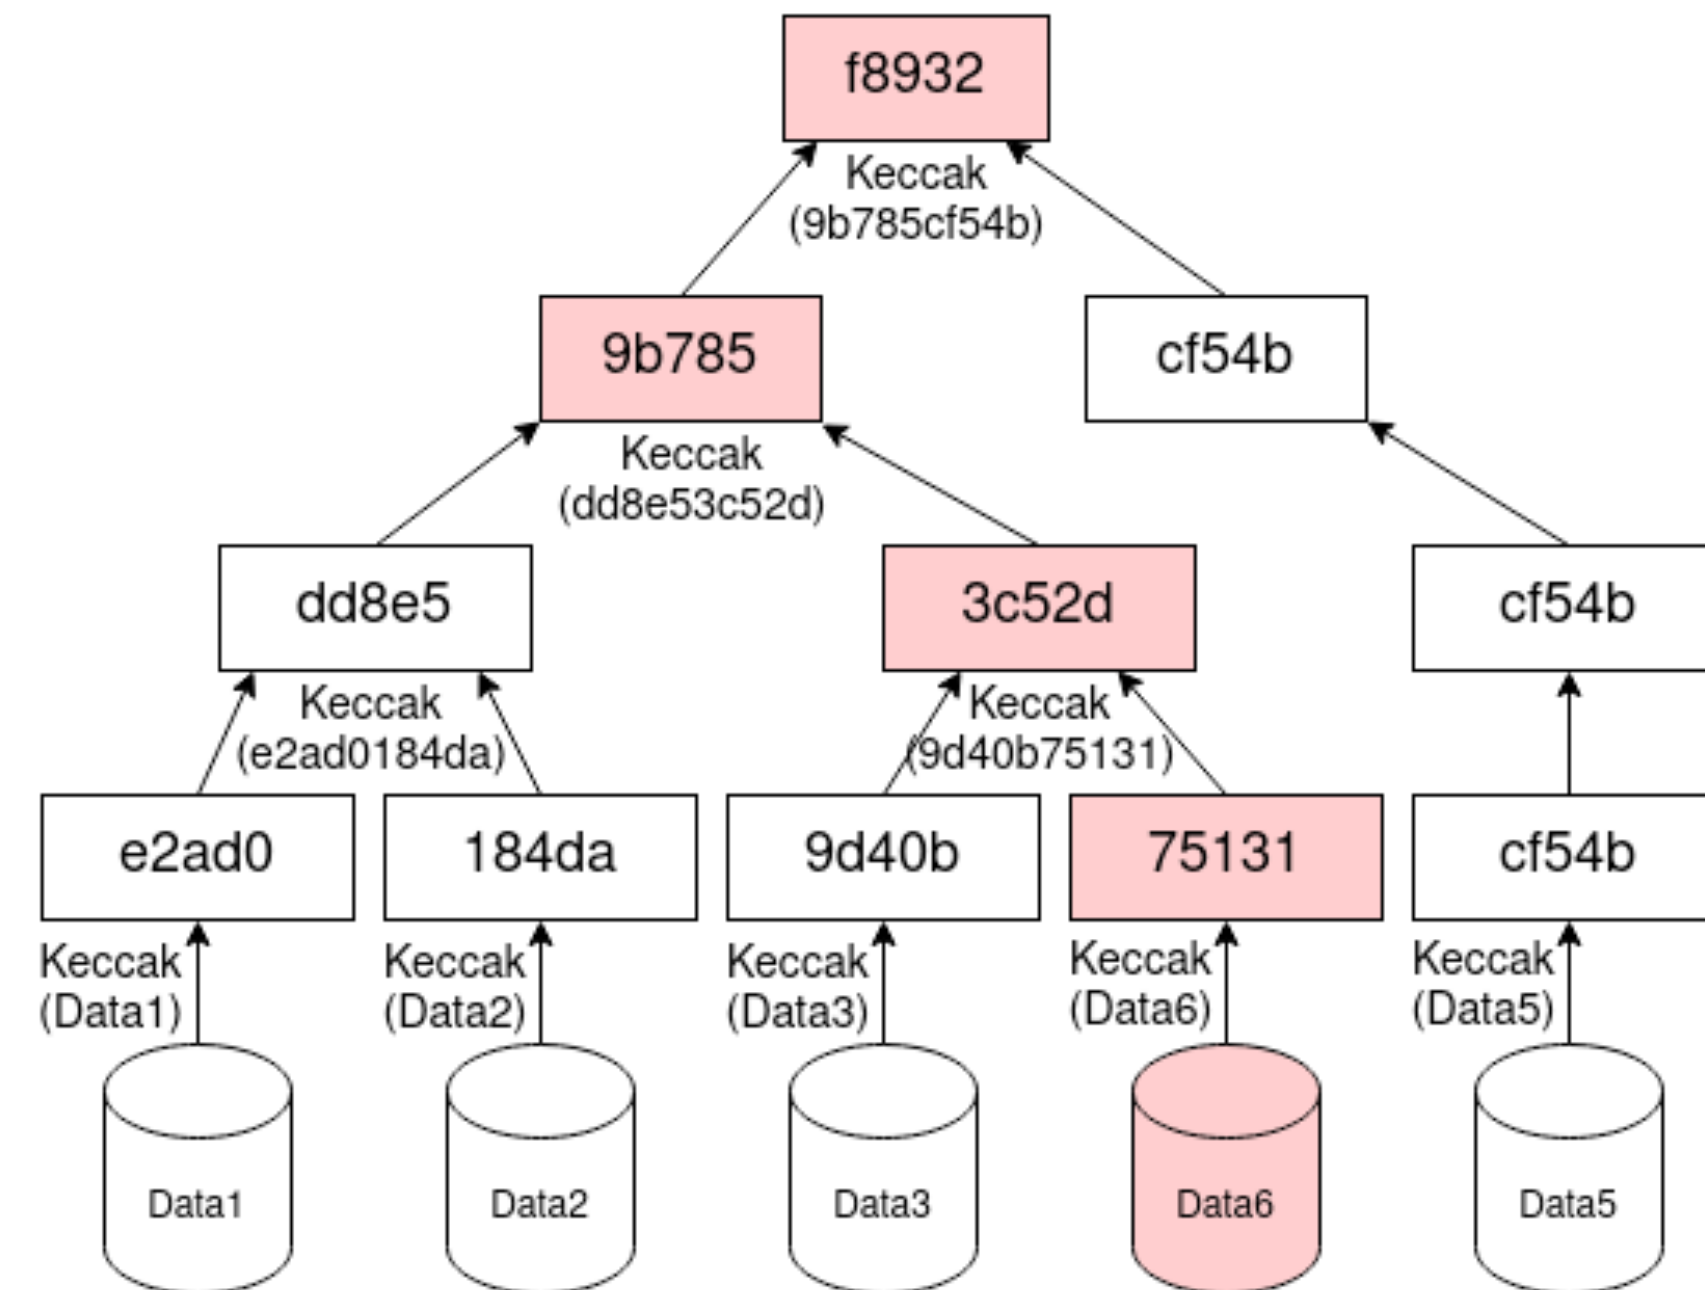 f8932
Keccak
(9b785cf54b)
9b785
cf54b
Keccak
(dd8e53c52d)
dd8e5
3c52d
cf54b
Keccak
(e2ad0184da)
Keccak
(9d40b75131)
e2ad0
184da
9d40b
75131
cf54b
Keccak
(Data1)
Keccak
(Data2)
Keccak
(Data3)
Keccak
(Data6)
Keccak
(Data5)
Data1
Data2
Data3
Data6
Data5